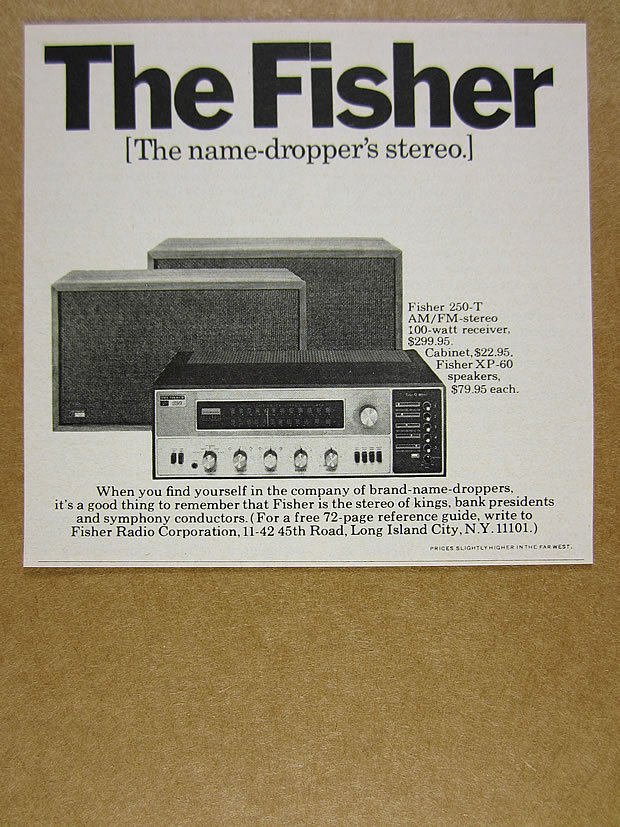 The Fisher
[The name-dropper's stereo.]
Fisher 250-T
AM/FM-stereo
100-watt receiver,
$299.95.
Cabinet, $22.95.
Fisher XP-60
speakers,
$79.95 each.
When you find yourself in the company of brand-name-droppers,
it's a good thing to remember that Fisher is the stereo of kings, bank presidents
and symphony conductors. (For a free 72-page reference guide, write to
Fisher Radio Corporation, 11-42 45th Road, Long Island City, N.Y. 11101.)
PRICES SLIGHTLY HIGHER IN THE FAR WEST.